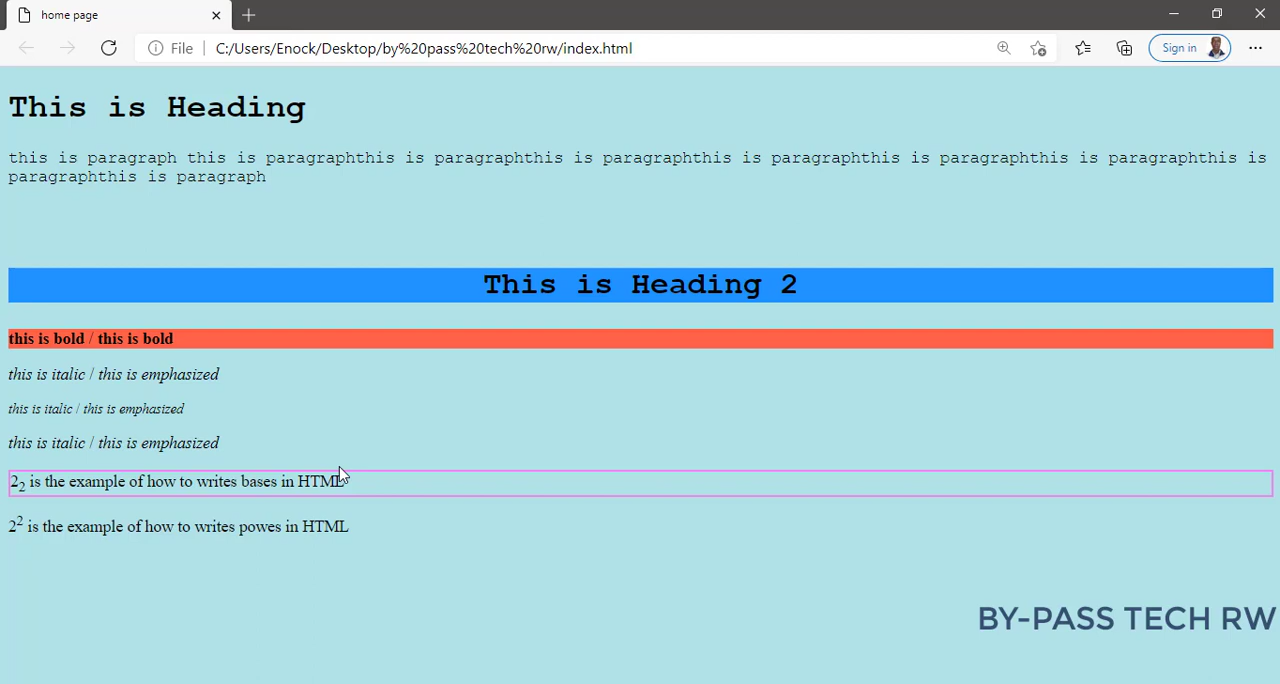 home page
File
C:/Users/Enock/Desktop/by%20pass%20tech%20rw/index.html
Sign in
This is Heading
this is paragraph this is paragraphthis is paragraphthis is paragraphthis is paragraphthis is paragraphthis is paragraphthis is
paragraphthis is paragraph
This is Heading 2
this is bold / this is bold
this is italic / this is emphasized
this is italic / this is emphasized
this is italic / this is emphasized
2₂ is the example of how to writes bases in HTML
2² is the example of how to writes powes in HTML
BY-PASS TECH RW